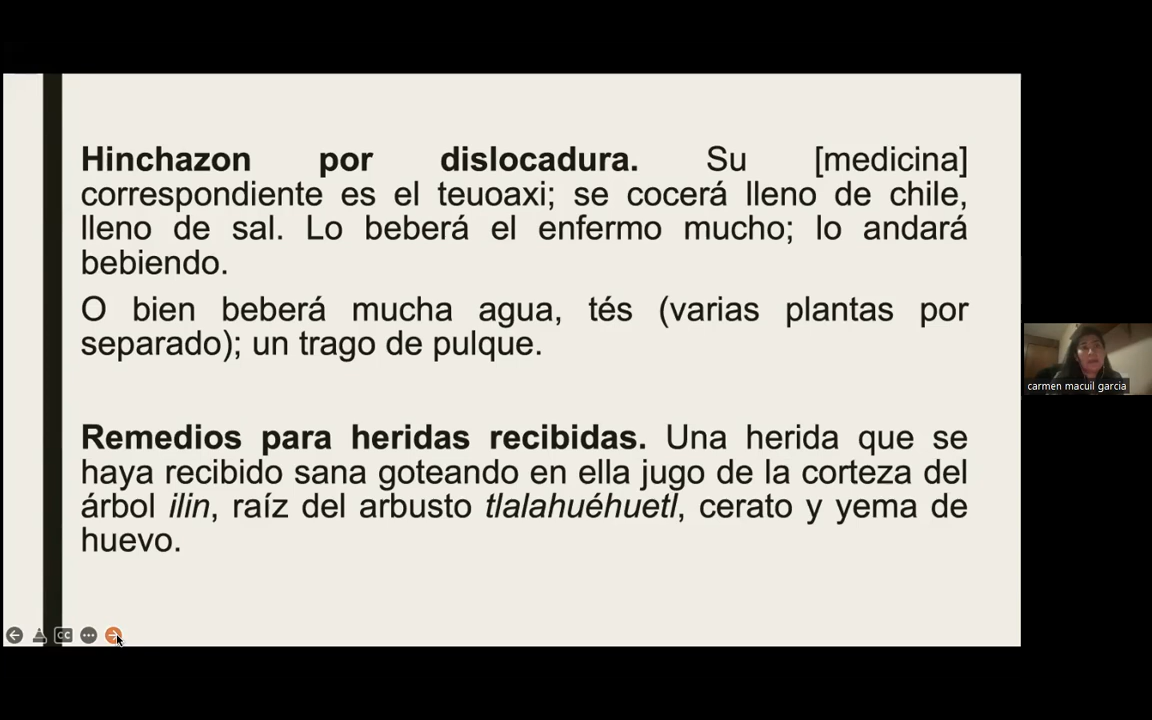 Hinchazon por dislocadura. Su [medicina]
correspondiente es el teuoaxi; se cocerá lleno de chile,
lleno de sal. Lo beberá el enfermo mucho; lo andará
bebiendo.
O bien beberá mucha agua, tés (varias plantas por
separado); un trago de pulque.
Remedios para heridas recibidas. Una herida que se
haya recibido sana goteando en ella jugo de la corteza del
árbol ilin, raíz del arbusto tlalahuéhuetl, cerato y yema de
huevo.
carmen macuil garcia
CC